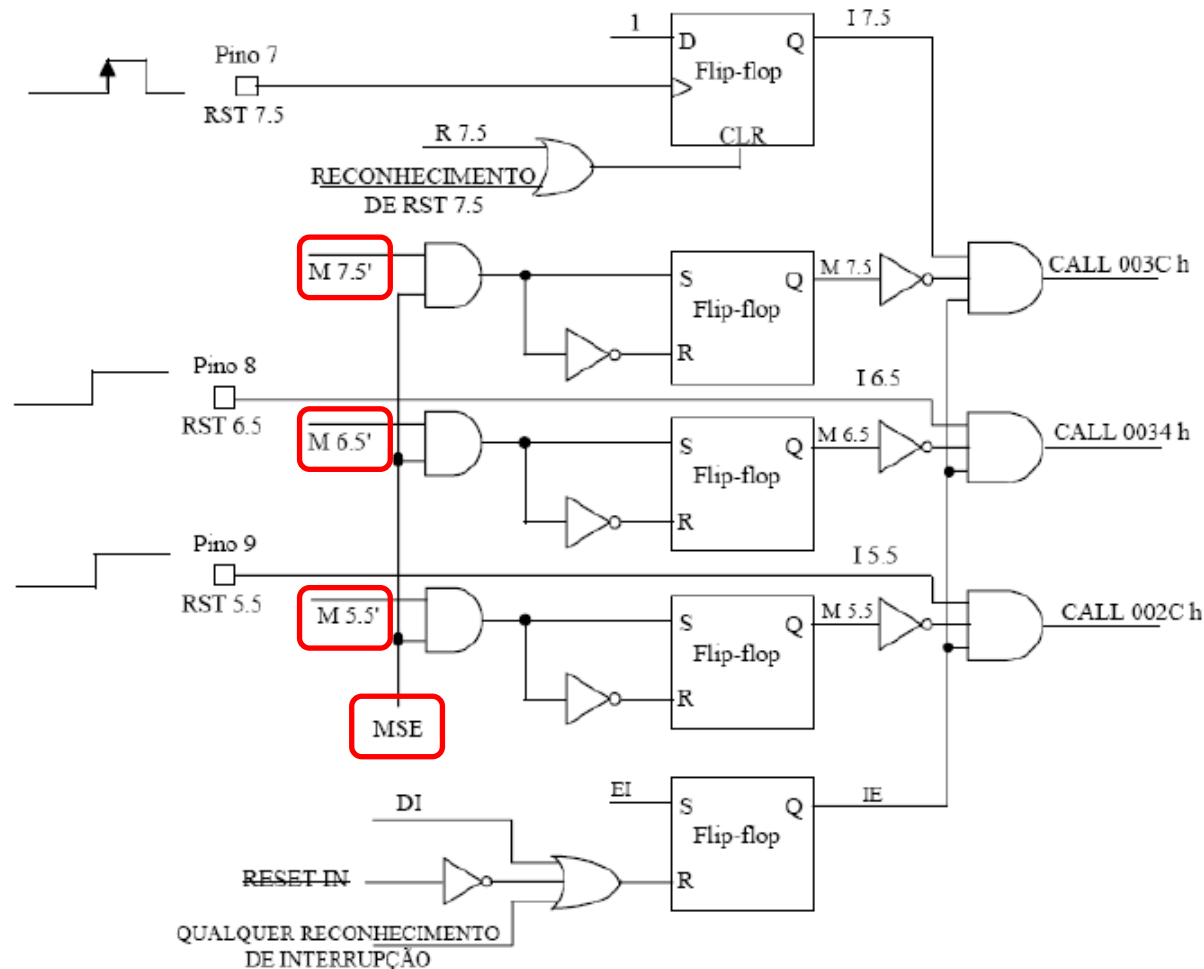 1
D
Q
I 7.5
Pino 7
Flip-flop
RST 7.5
R 7.5
CLR
RECONHECIMENTO
DE RST 7.5
M 7.5'
S
Q
M 7.5
CALL 003C h
Flip-flop
R
Pino 8
I 6.5
RST 6.5
M 6.5'
S
Q
M 6.5
CALL 0034 h
Flip-flop
R
Pino 9
I 5.5
RST 5.5
M 5.5'
S
Q
M 5.5
CALL 002C h
Flip-flop
R
MSE
EI
DI
S
Q
IE
Flip-flop
RESET IN
R
QUALQUER RECONHECIMENTO
DE INTERRUPÇÃO